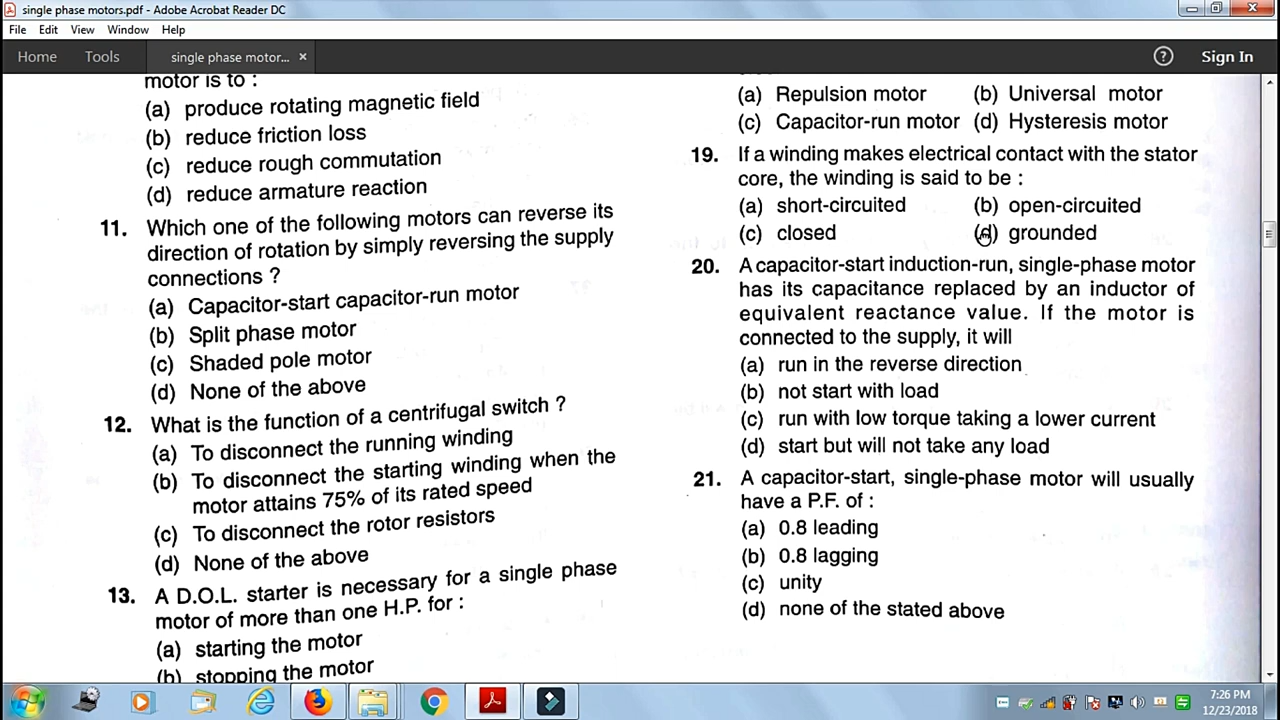 single phase motors.pdf - Adobe Acrobat Reader DC
File Edit View Window Help
Home Tools single phase motor... × ? Sign In
motor is to :
(a) produce rotating magnetic field
(b) reduce friction loss
(c) reduce rough commutation
(d) reduce armature reaction
11. Which one of the following motors can reverse its
direction of rotation by simply reversing the supply
connections ?
(a) Capacitor-start capacitor-run motor
(b) Split phase motor
(c) Shaded pole motor
(d) None of the above
12. What is the function of a centrifugal switch ?
(a) To disconnect the running winding
(b) To disconnect the starting winding when the
motor attains 75% of its rated speed
(c) To disconnect the rotor resistors
(d) None of the above
13. A D.O.L. starter is necessary for a single phase
motor of more than one H.P. for :
(a) starting the motor
(b) stopping the motor
(a) Repulsion motor (b) Universal motor
(c) Capacitor-run motor (d) Hysteresis motor
19. If a winding makes electrical contact with the stator
core, the winding is said to be :
(a) short-circuited (b) open-circuited
(c) closed (d) grounded
20. A capacitor-start induction-run, single-phase motor
has its capacitance replaced by an inductor of
equivalent reactance value. If the motor is
connected to the supply, it will
(a) run in the reverse direction
(b) not start with load
(c) run with low torque taking a lower current
(d) start but will not take any load
21. A capacitor-start, single-phase motor will usually
have a P.F. of :
(a) 0.8 leading
(b) 0.8 lagging
(c) unity
(d) none of the stated above
7:26 PM
12/23/2018